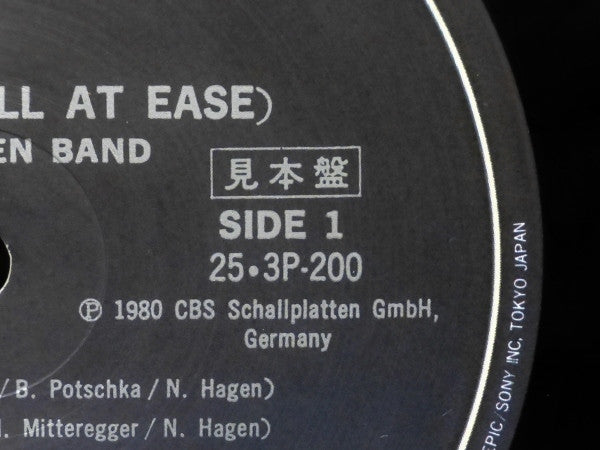 LL AT EASE)
EN BAND
見本盤
SIDE 1
25・3P-200
Ⓟ 1980 CBS Schallplatten GmbH,
Germany
/ B. Potschka / N. Hagen)
. Mitteregger / N. Hagen)
EPIC/SONY INC, TOKYO JAPAN